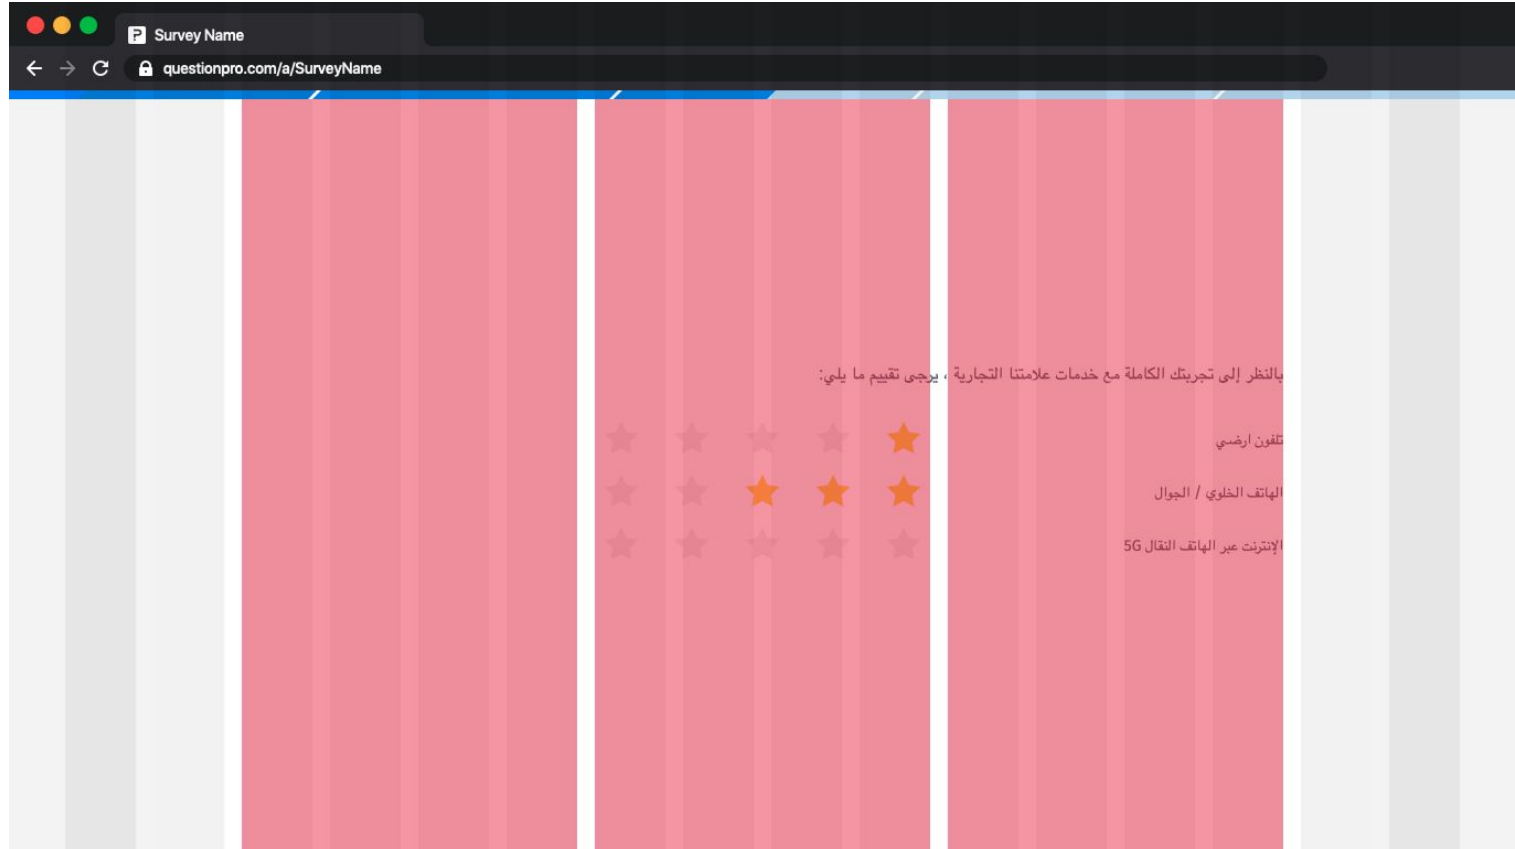 Survey Name
questionpro.com/a/SurveyName
بالنظر إلى تجربتك الكاملة مع خدمات علامتنا التجارية ، يرجى تقييم ما يلي:
تلفون ارضي
الهاتف الخلوي / الجوال
الإنترنت عبر الهاتف النقال 5G